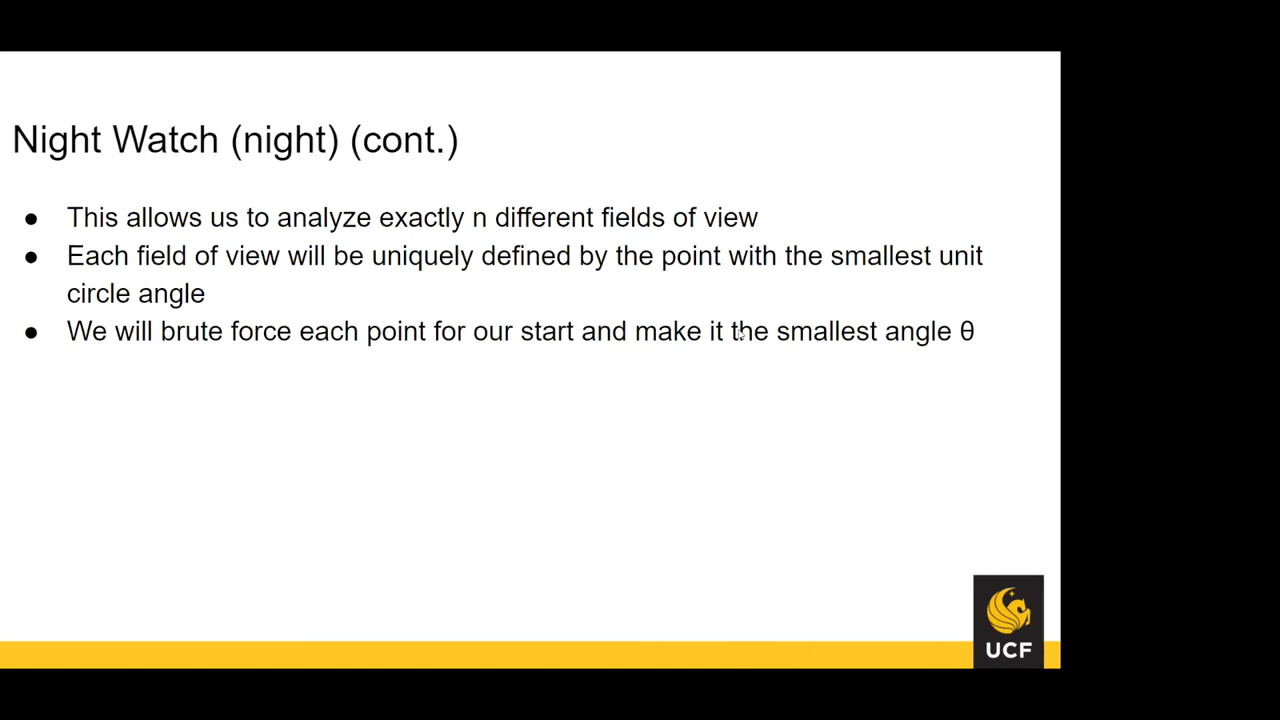 Night Watch (night) (cont.)
● This allows us to analyze exactly n different fields of view
● Each field of view will be uniquely defined by the point with the smallest unit
circle angle
● We will brute force each point for our start and make it the smallest angle θ
UCF